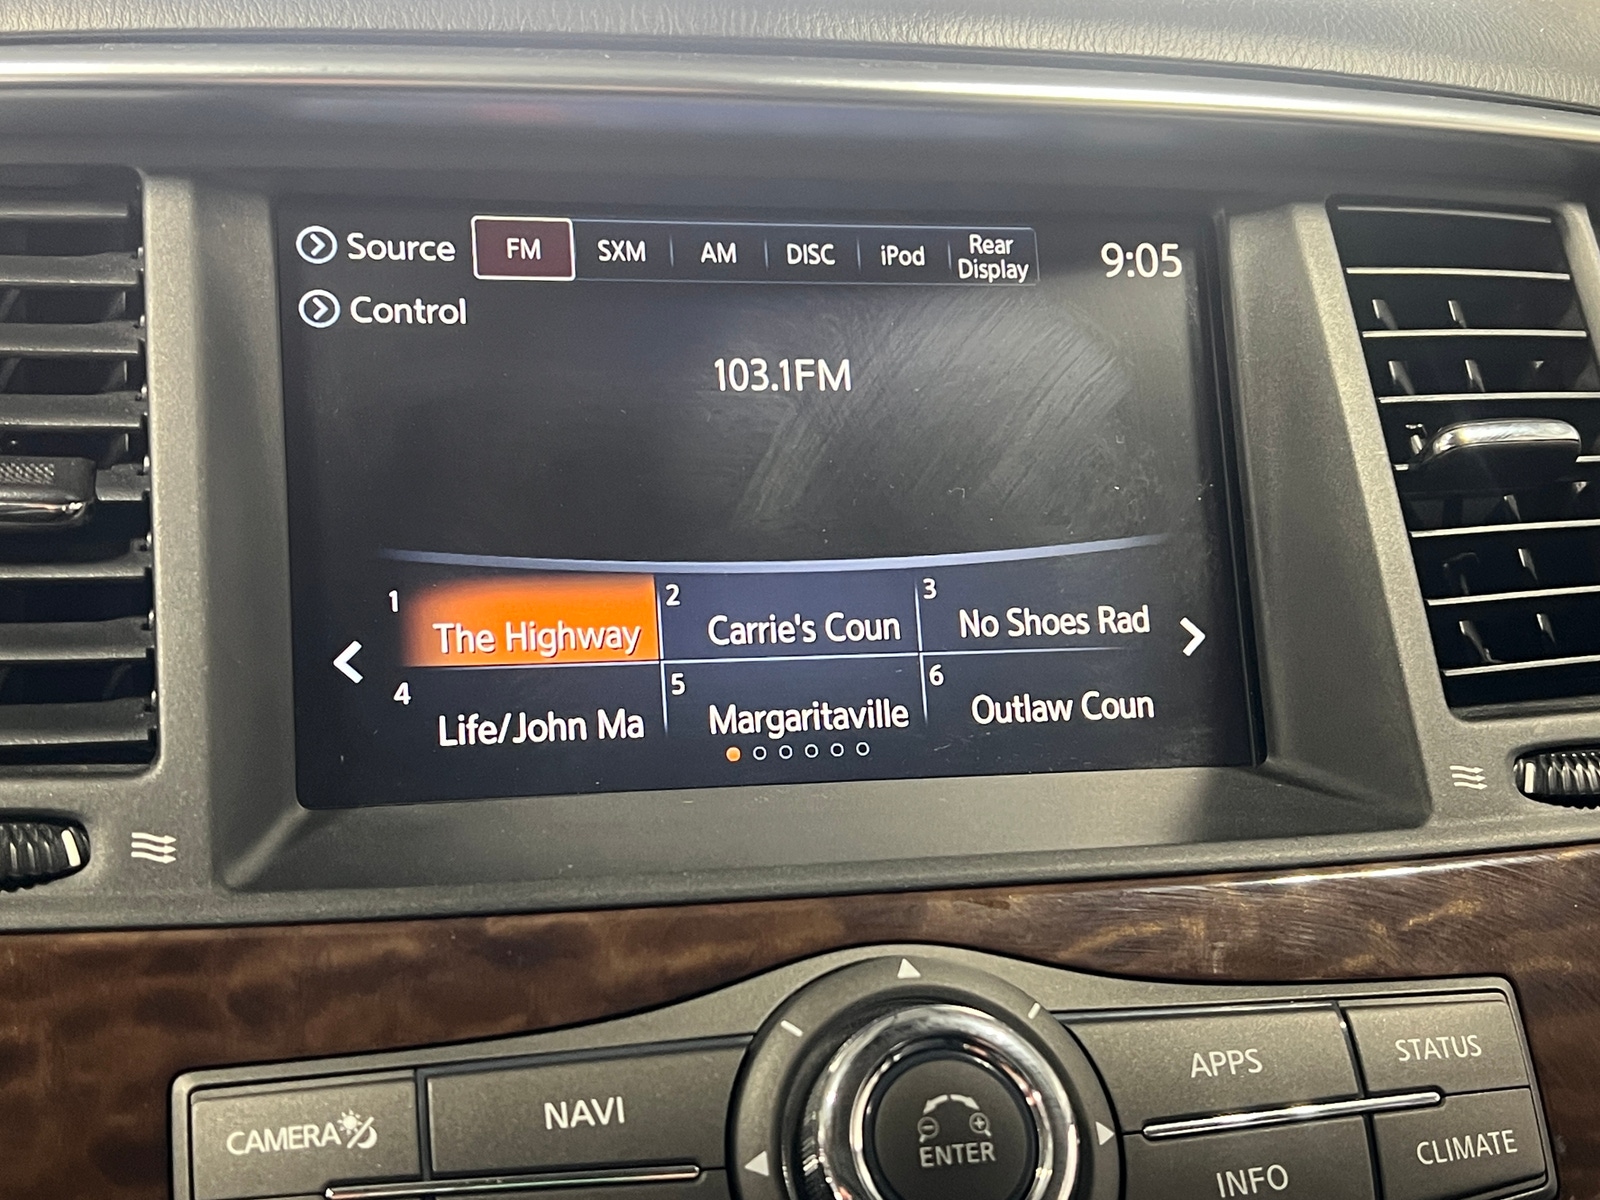 Source FM SXM AM DISC iPod Rear Display 9:05
Control
103.1FM
1 The Highway 2 Carrie's Coun 3 No Shoes Rad
4 Life/John Ma 5 Margaritaville 6 Outlaw Coun
CAMERA NAVI ENTER APPS STATUS
INFO CLIMATE